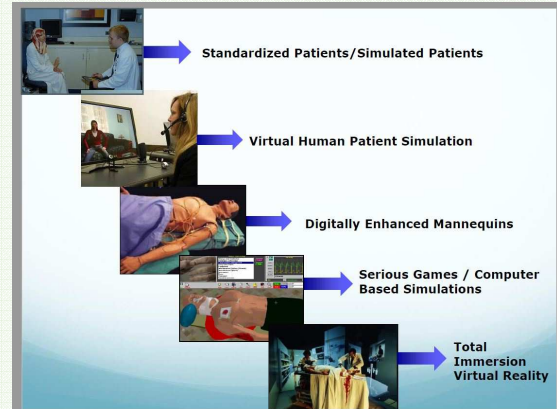 Standardized Patients/Simulated Patients
Virtual Human Patient Simulation
Digitally Enhanced Mannequins
Serious Games / Computer
Based Simulations
Total
Immersion
Virtual Reality